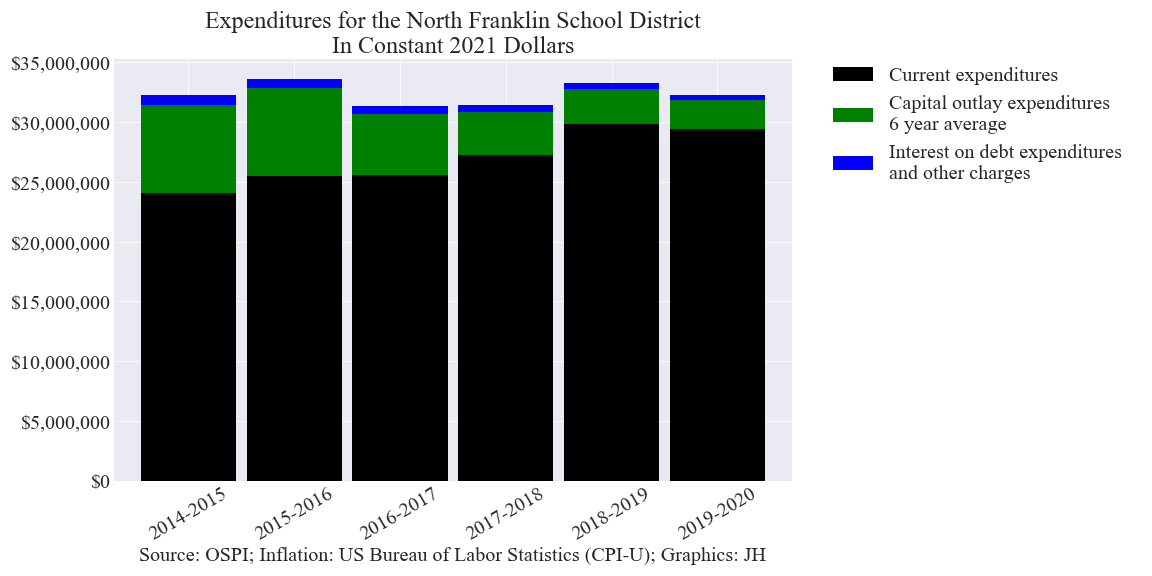 Expenditures for the North Franklin School District
In Constant 2021 Dollars
$35,000,000
$30,000,000
$25,000,000
$20,000,000
$15,000,000
$10,000,000
$5,000,000
$0
2014-2015
2015-2016
2016-2017
2017-2018
2018-2019
2019-2020
Current expenditures
Capital outlay expenditures
6 year average
Interest on debt expenditures
and other charges
Source: OSPI; Inflation: US Bureau of Labor Statistics (CPI-U); Graphics: JH